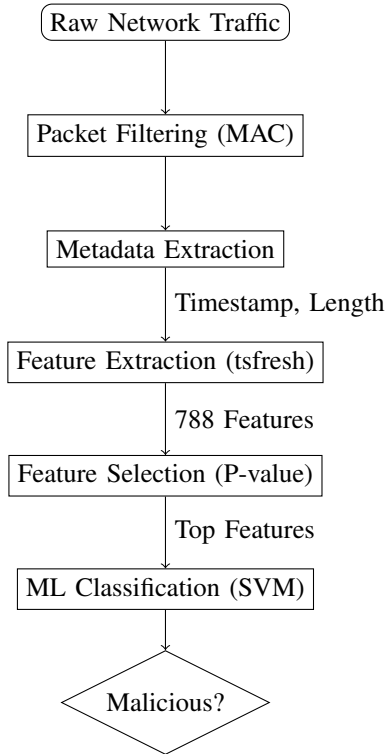 Raw Network Traffic
Packet Filtering (MAC)
Metadata Extraction
Timestamp, Length
Feature Extraction (tsfresh)
788 Features
Feature Selection (P-value)
Top Features
ML Classification (SVM)
Malicious?